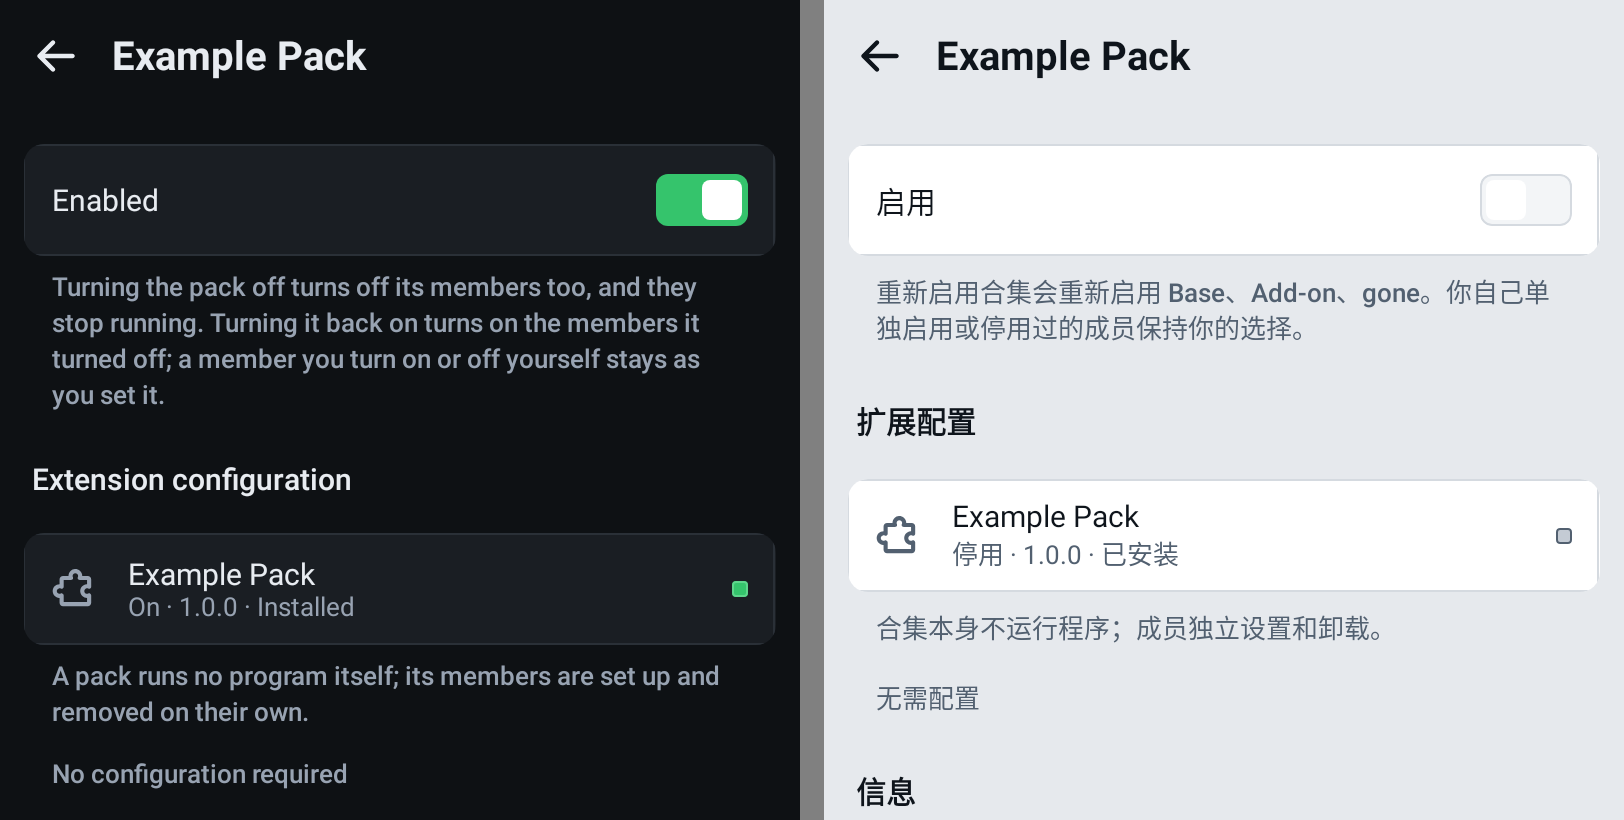 Example Pack
Enabled
Turning the pack off turns off its members too, and they
stop running. Turning it back on turns on the members it
turned off; a member you turn on or off yourself stays as
you set it.
Extension configuration
Example Pack
On · 1.0.0 · Installed
A pack runs no program itself; its members are set up and
removed on their own.
No configuration required
Example Pack
启用
重新启用合集会重新启用 Base、Add-on、gone。你自己单
独启用或停用过的成员保持你的选择。
扩展配置
Example Pack
停用 · 1.0.0 · 已安装
合集本身不运行程序；成员独立设置和卸载。
无需配置
信息